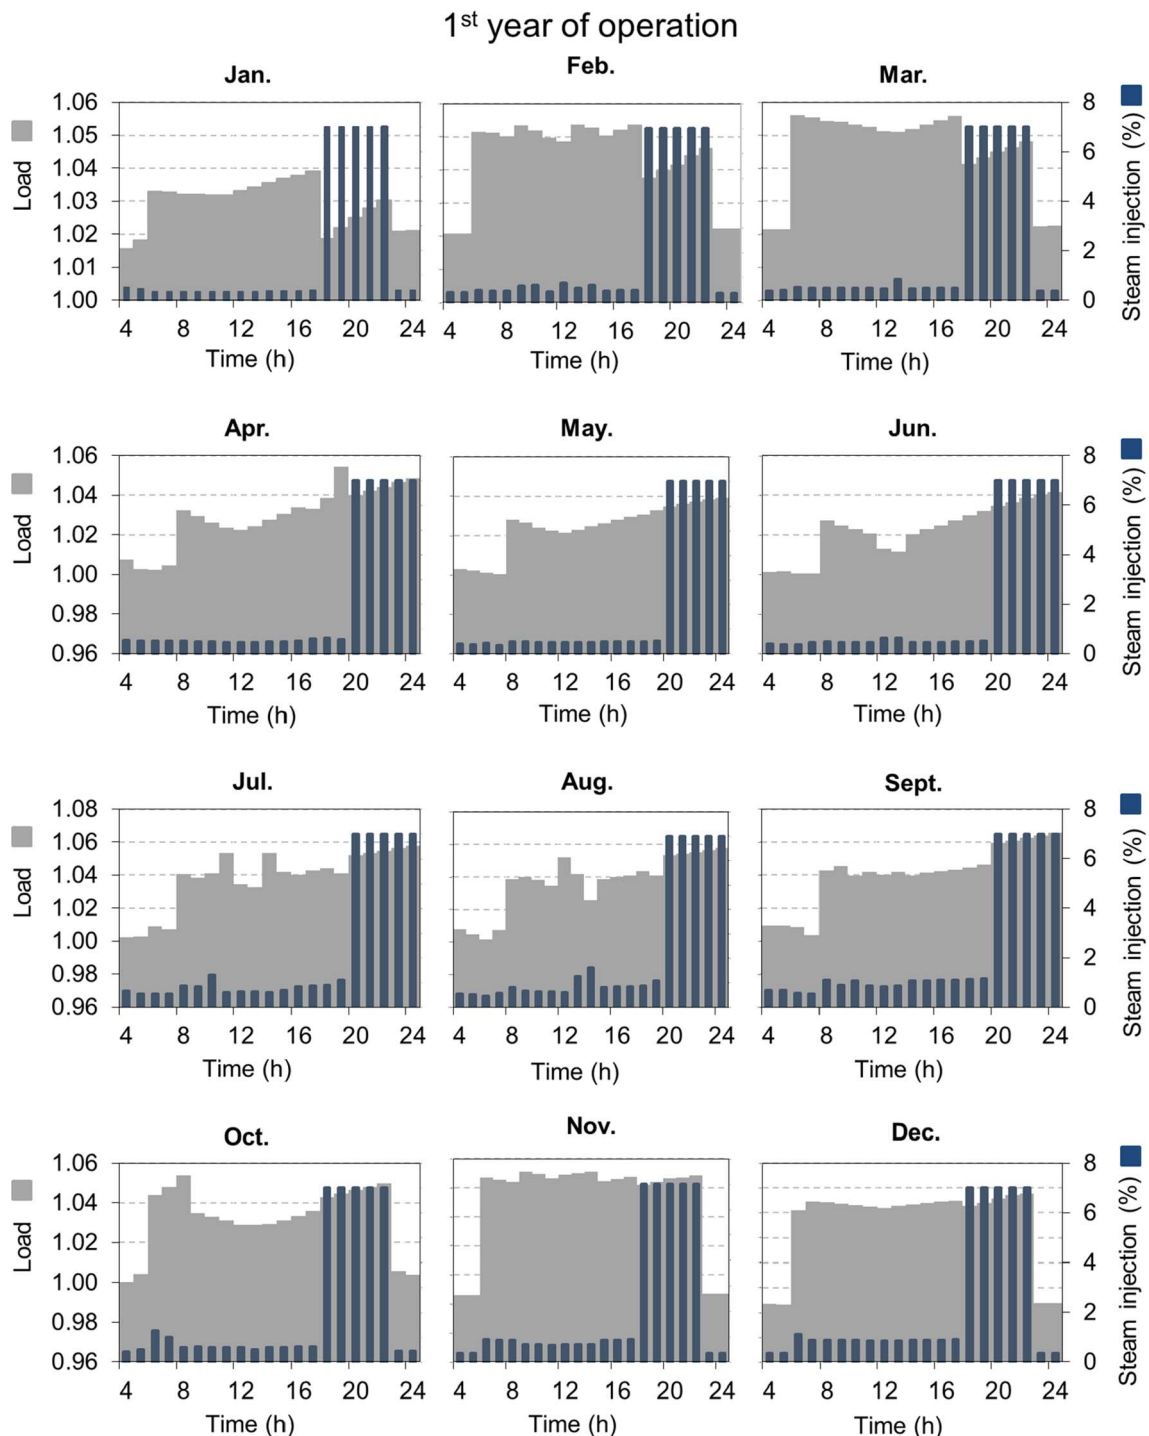 1st year of operation
Jan.
Feb.
Mar.
Load
1.06
1.05
1.04
1.03
1.02
1.01
1.00
8
6
4
2
0
Steam injection (%)
4 8 12 16 20 24
4 8 12 16 20 24
4 8 12 16 20 24
Time (h)
Time (h)
Time (h)
Apr.
May.
Jun.
Load
1.06
1.04
1.02
1.00
0.98
0.96
8
6
4
2
0
Steam injection (%)
4 8 12 16 20 24
4 8 12 16 20 24
4 8 12 16 20 24
Time (h)
Time (h)
Time (h)
Jul.
Aug.
Sept.
Load
1.08
1.06
1.04
1.02
1.00
0.98
0.96
8
6
4
2
0
Steam injection (%)
4 8 12 16 20 24
4 8 12 16 20 24
4 8 12 16 20 24
Time (h)
Time (h)
Time (h)
Oct.
Nov.
Dec.
Load
1.06
1.04
1.02
1.00
0.98
0.96
8
6
4
2
0
Steam injection (%)
4 8 12 16 20 24
4 8 12 16 20 24
4 8 12 16 20 24
Time (h)
Time (h)
Time (h)